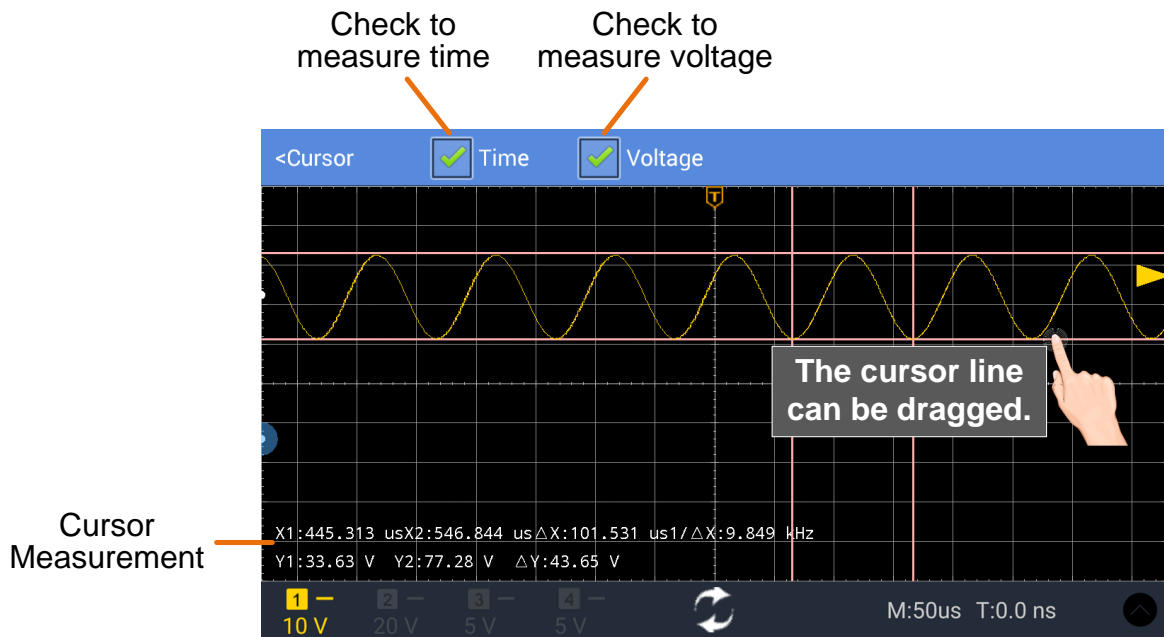 Check to
measure time
Check to
measure voltage
<Cursor
Time
Voltage
T
The cursor line
can be dragged.
Cursor
Measurement
X1:445.313 usX2:546.844 us△X:101.531 us1/△X:9.849 kHz
Y1:33.63 V Y2:77.28 V △Y:43.65 V
1 — 2 — 3 — 4 —
10 V 20 V 5 V 5 V
M:50us T:0.0 ns